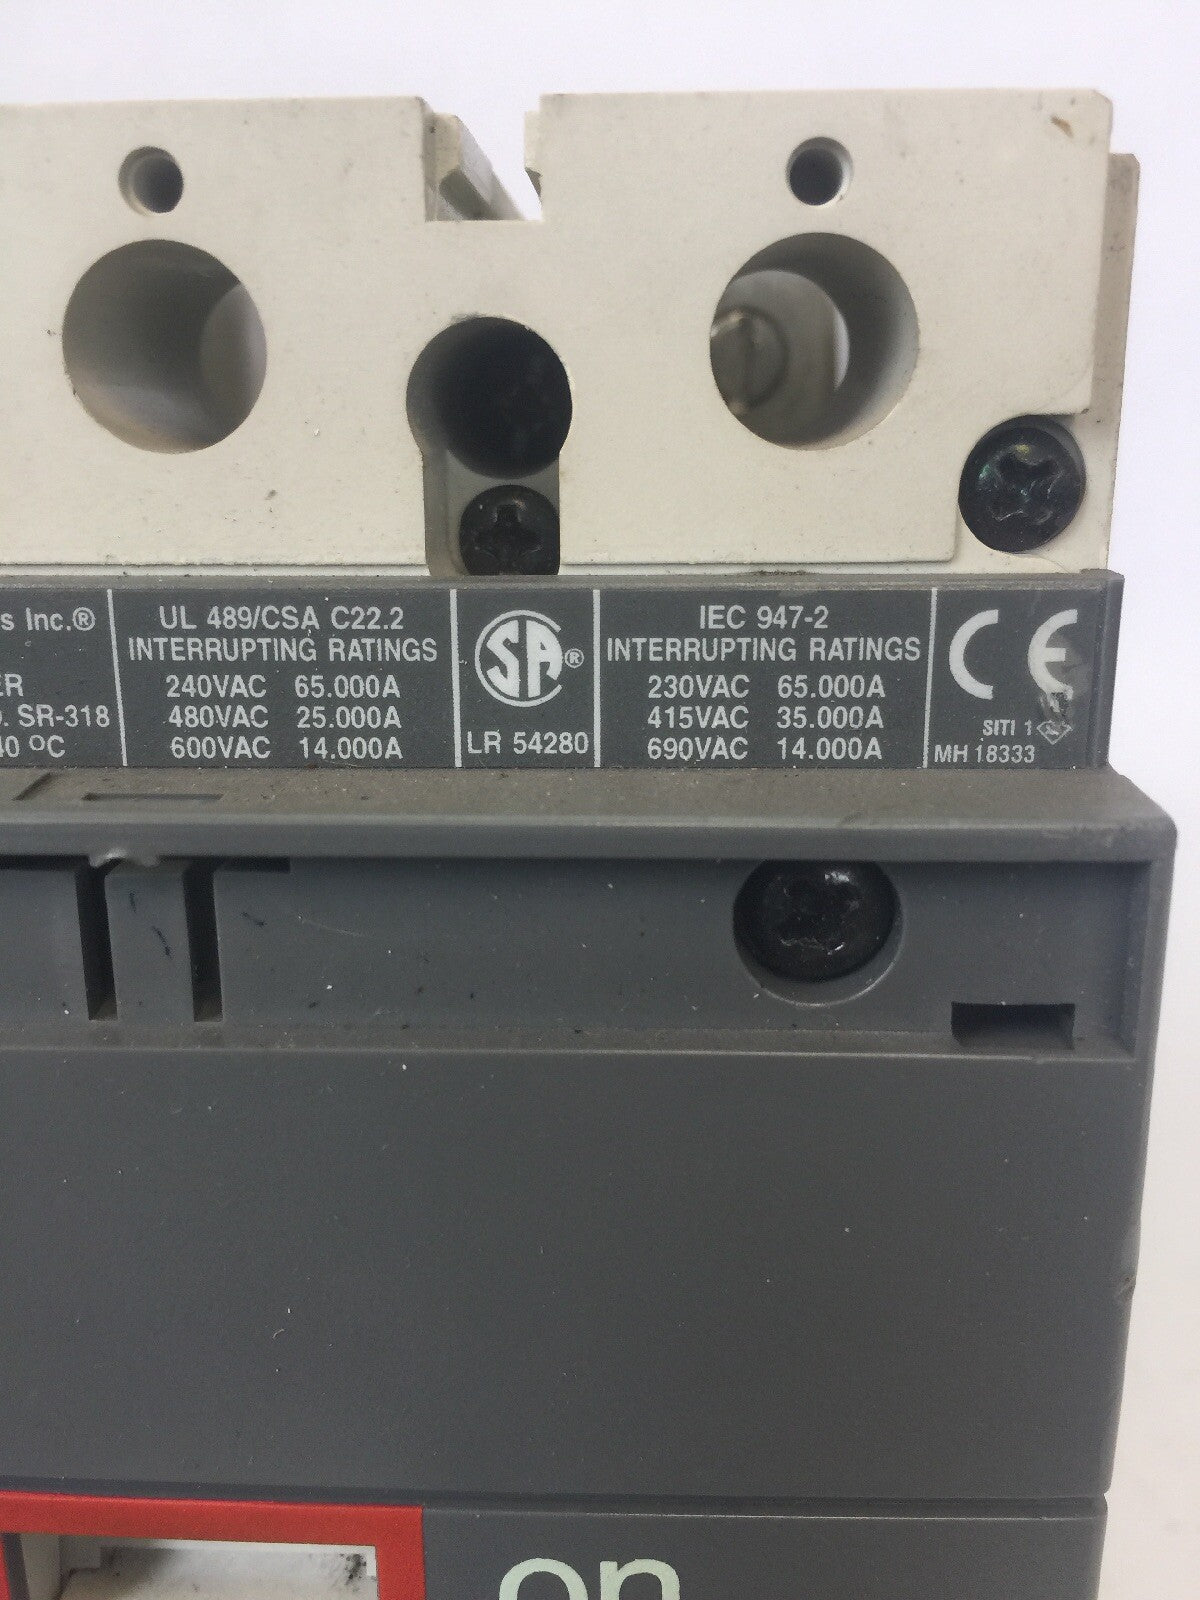 s Inc.®
ER
. SR-318
40 °C
UL 489/CSA C22.2
INTERRUPTING RATINGS
240VAC 65.000A
480VAC 25.000A
600VAC 14.000A
SA®
LR 54280
IEC 947-2
INTERRUPTING RATINGS
230VAC 65.000A
415VAC 35.000A
690VAC 14.000A
CE
SITI 1
MH 18333
on